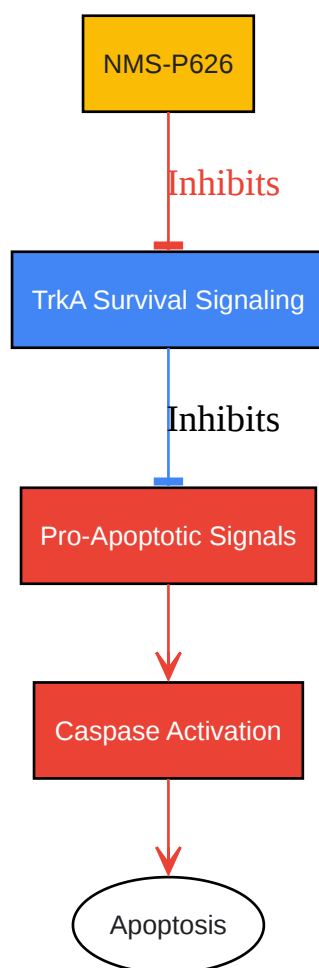 NMS-P626
Inhibits
TrkA Survival Signaling
Inhibits
Pro-Apoptotic Signals
Caspase Activation
Apoptosis